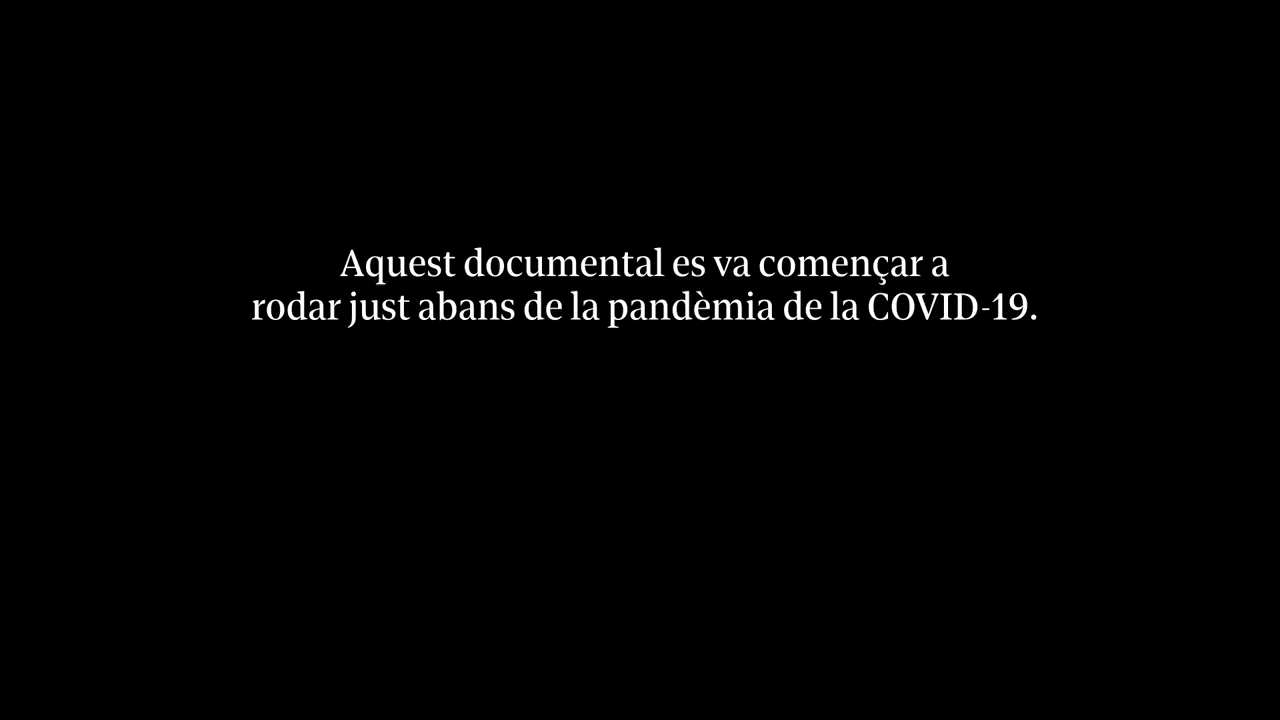 Aquest documental es va començar a
rodar just abans de la pandèmia de la COVID-19.